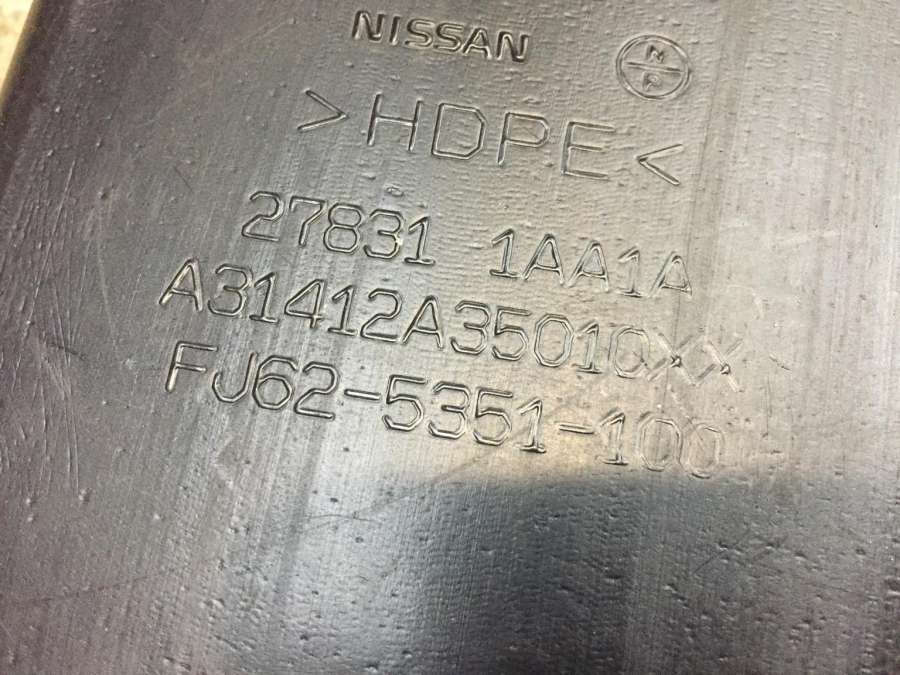 NISSAN
M
P
>HDPE<
27831 1AA1A
A31412A35010XX
FJ62-5351-100